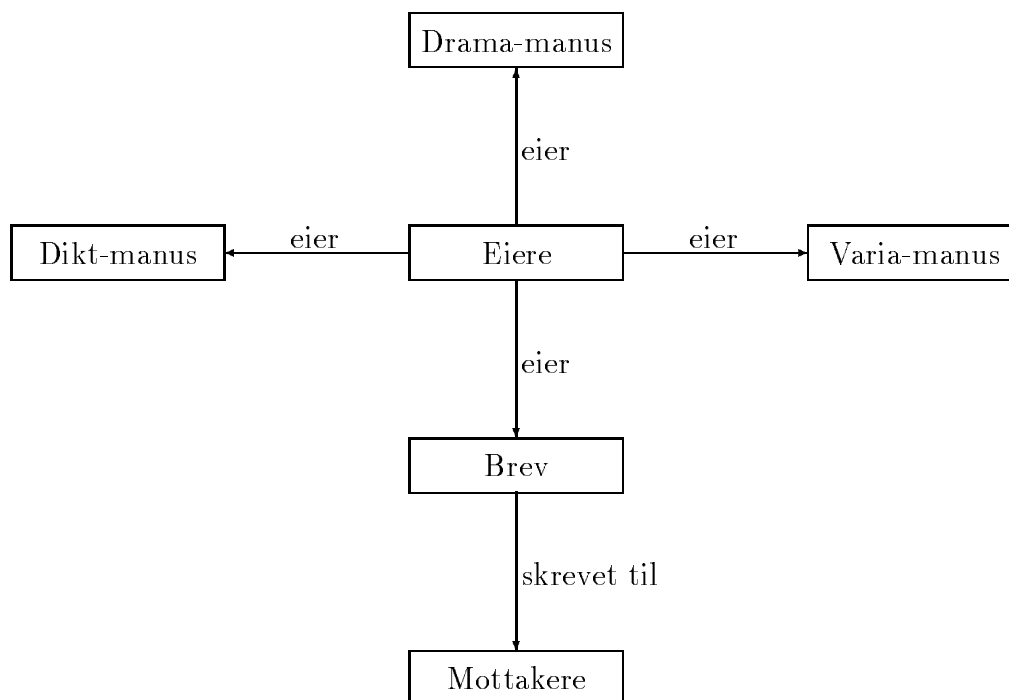 Drama-manus
eier
Dikt-manus
eier
Eiere
eier
Varia-manus
eier
Brev
skrevet til
Mottakere